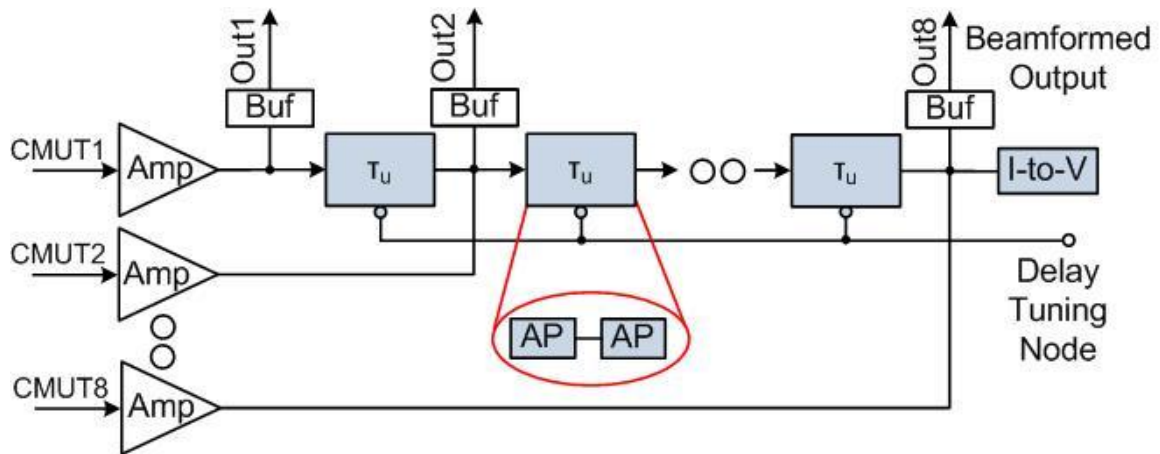 Out1
Out2
Out8
Beamformed
Output
Buf
Buf
Buf
CMUT1
Amp
τu
τu
τu
I-to-V
CMUT2
Amp
Delay
Tuning
Node
AP
AP
CMUT8
Amp